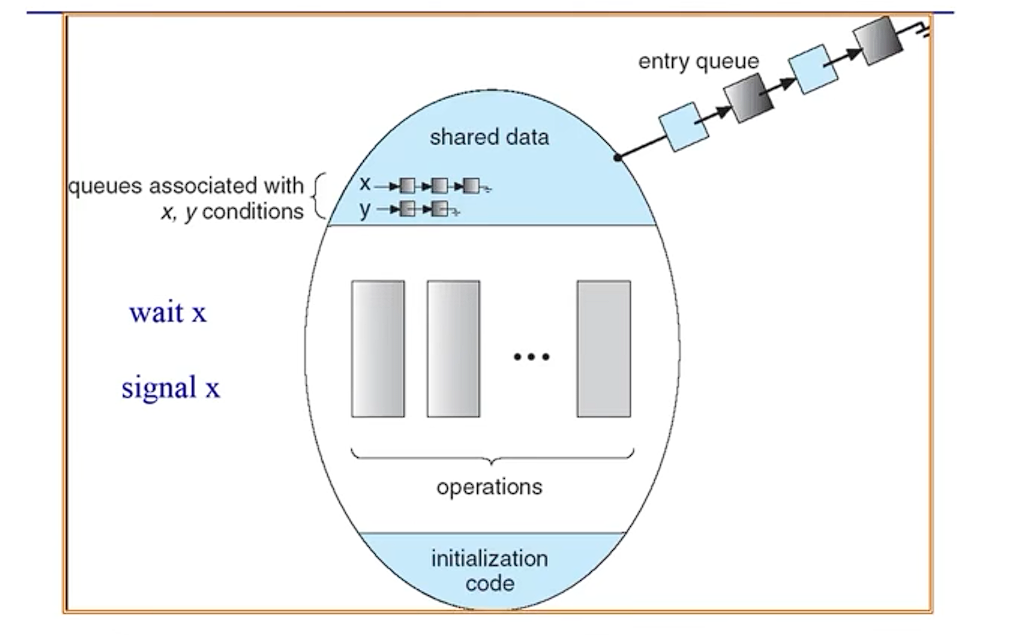 entry queue
shared data
queues associated with
x, y conditions
x
y
wait x
signal x
...
operations
initialization
code